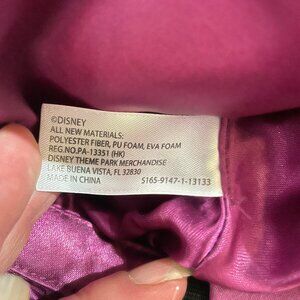 ©DISNEY
ALL NEW MATERIALS:
POLYESTER FIBER, PU FOAM, EVA FOAM
REG.NO.PA-13351 (HK)
DISNEY THEME PARK MERCHANDISE
LAKE BUENA VISTA, FL 32830
MADE IN CHINA S165-9147-1-13133